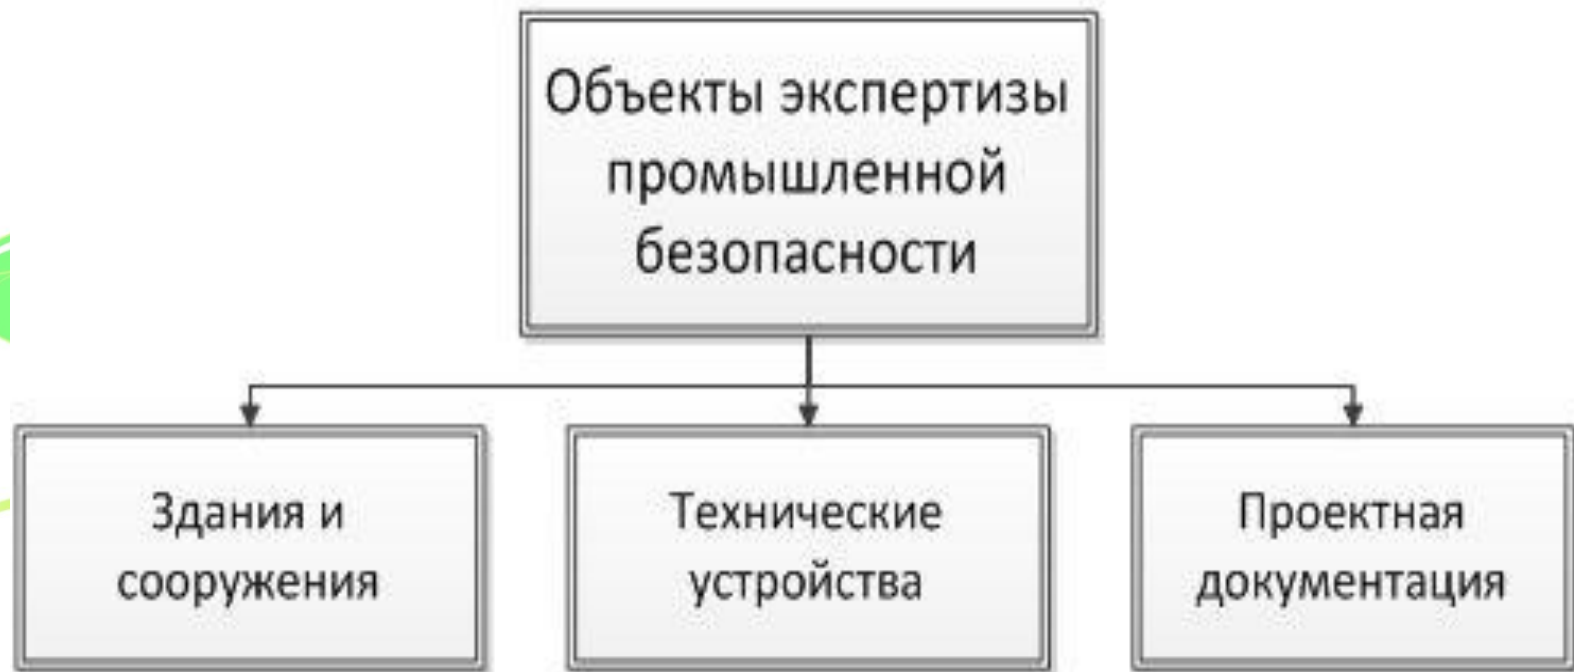 Объекты экспертизы
промышленной
безопасности
Здания и
сооружения
Технические
устройства
Проектная
документация